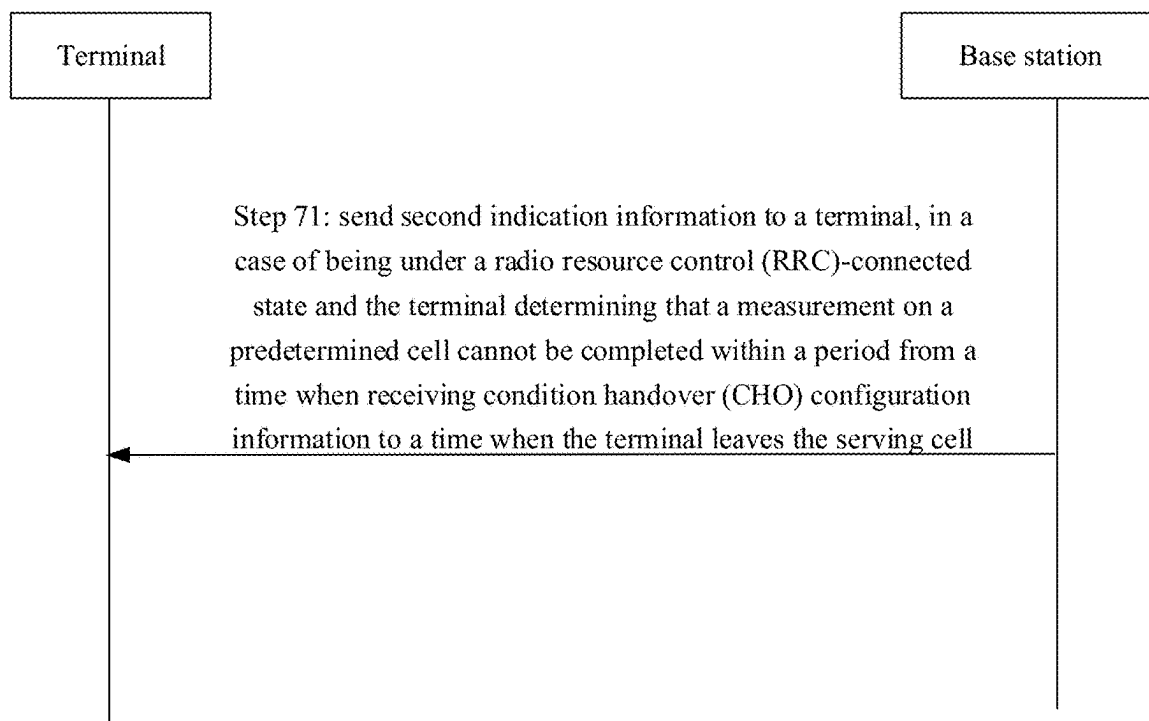 Terminal
Base station
Step 71: send second indication information to a terminal, in a
case of being under a radio resource control (RRC)-connected
state and the terminal determining that a measurement on a
predetermined cell cannot be completed within a period from a
time when receiving condition handover (CHO) configuration
information to a time when the terminal leaves the serving cell